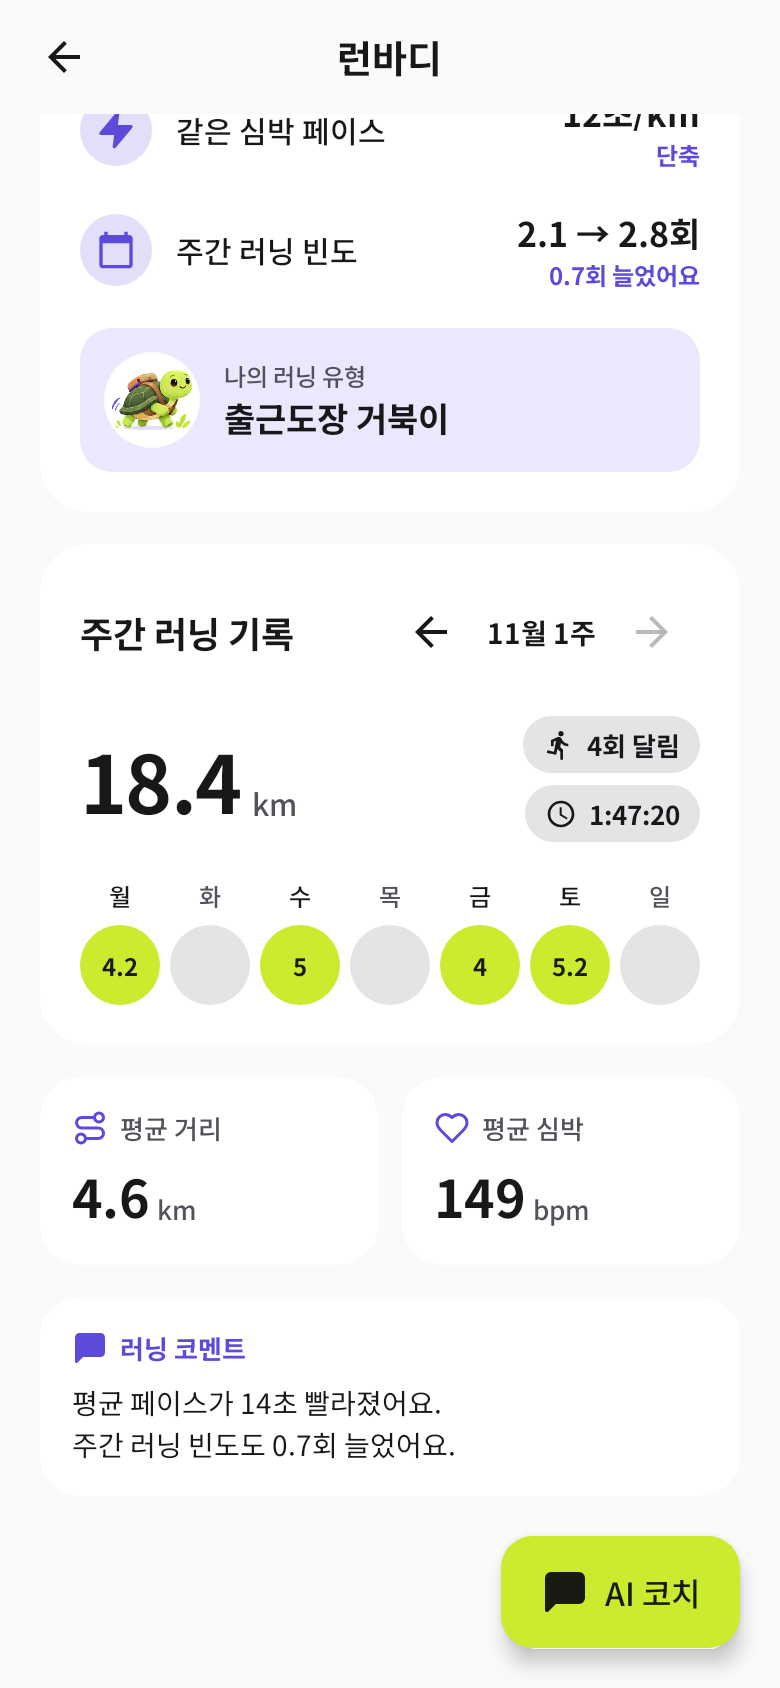 런바디
같은 심박 페이스
12초/km
단축
주간 러닝 빈도
2.1 → 2.8회
0.7회 늘었어요
나의 러닝 유형
출근도장 거북이
주간 러닝 기록
11월 1주
18.4 km
4회 달림
1:47:20
월 화 수 목 금 토 일
4.2 5 4 5.2
평균 거리
4.6 km
평균 심박
149 bpm
러닝 코멘트
평균 페이스가 14초 빨라졌어요.
주간 러닝 빈도도 0.7회 늘었어요.
AI 코치